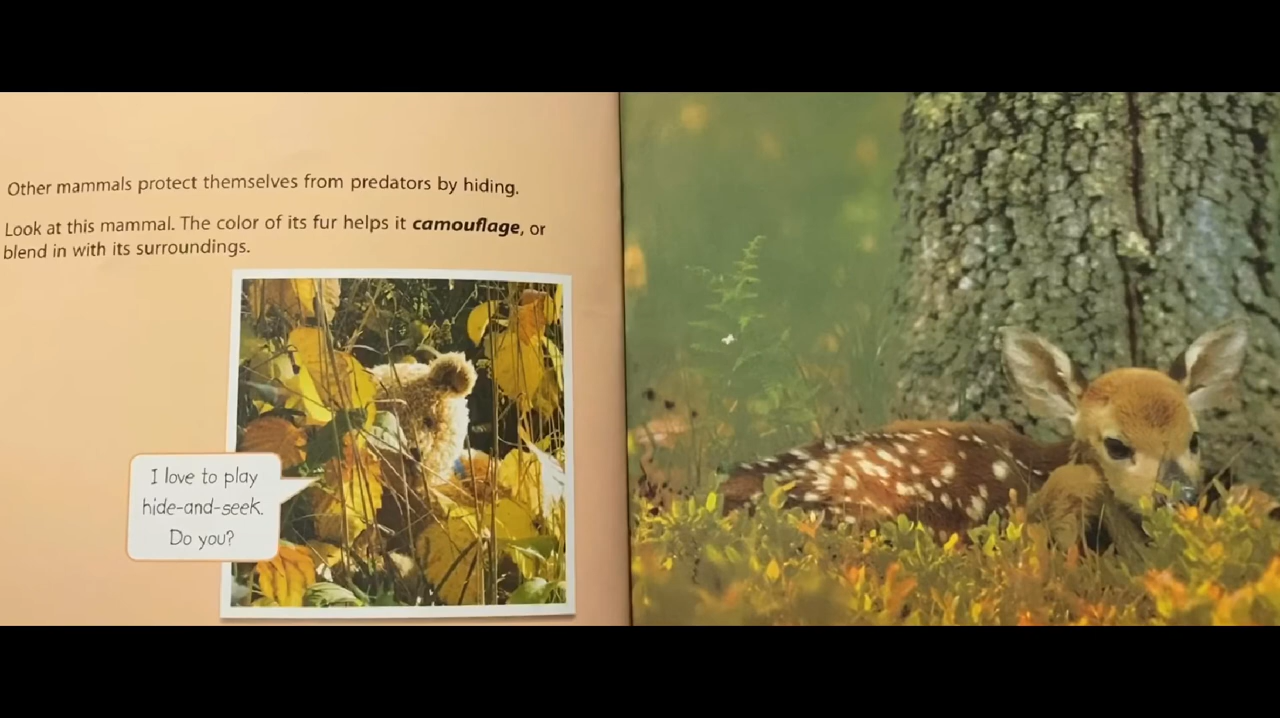 Other mammals protect themselves from predators by hiding.
Look at this mammal. The color of its fur helps it camouflage, or
blend in with its surroundings.
I love to play
hide-and-seek.
Do you?